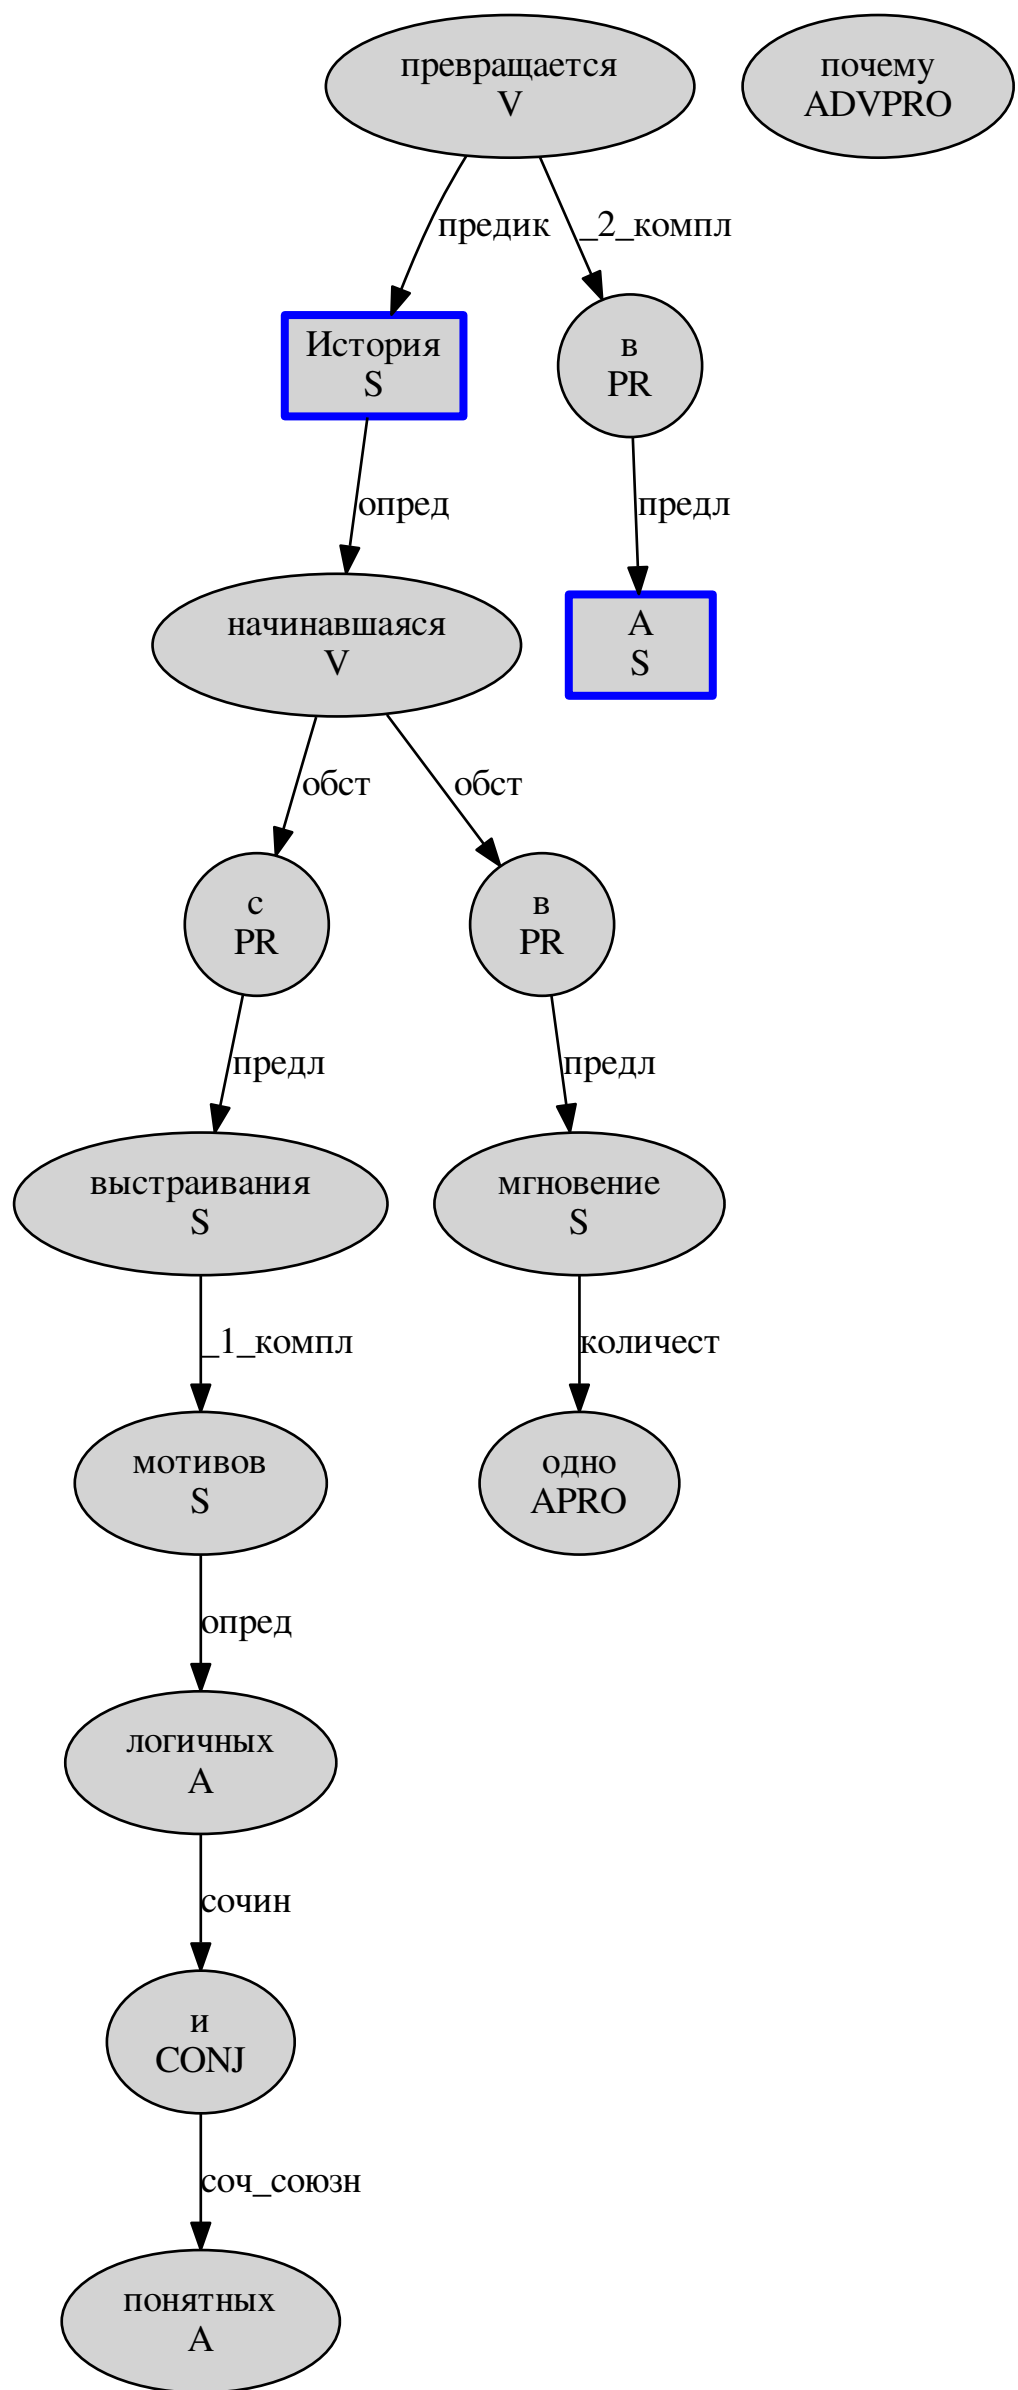 превращается
V
почему
ADVPRO
предик
_2_компл
История
S
в
PR
опред
предл
начинавшаяся
V
А
S
обст
обст
с
PR
в
PR
предл
предл
выстраивания
S
мгновение
S
_1_компл
количест
мотивов
S
одно
APRO
опред
логичных
A
сочин
и
CONJ
соч_союзн
понятных
A